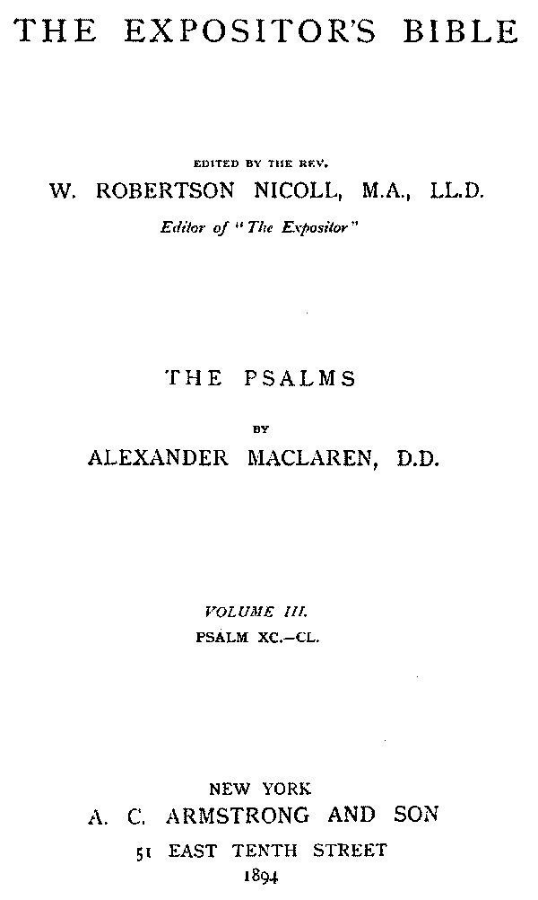 THE EXPOSITOR'S BIBLE
EDITED BY THE REV.
W. ROBERTSON NICOLL, M.A., LL.D.
Editor of "The Expositor"
THE PSALMS
BY
ALEXANDER MACLAREN, D.D.
VOLUME III.
PSALM XC.–CL.
NEW YORK
A. C. ARMSTRONG AND SON
51 EAST TENTH STREET
1894